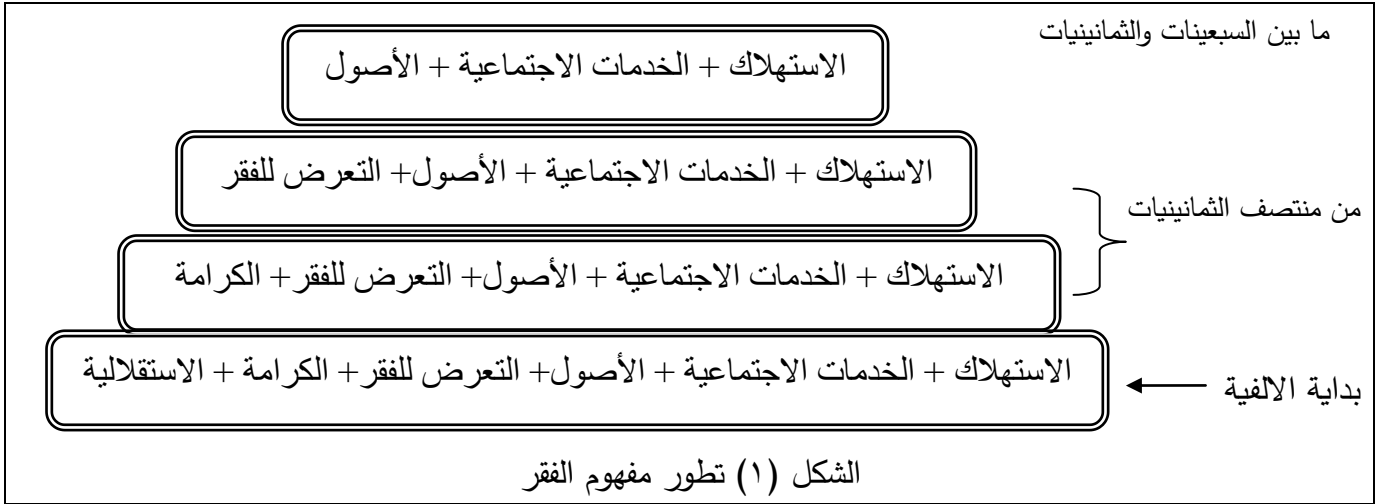 ما بين السبعينات والثمانينيات
الاستهلاك + الخدمات الاجتماعية + الأصول
الاستهلاك + الخدمات الاجتماعية + الأصول+ التعرض للفقر
من منتصف الثمانينيات
الاستهلاك + الخدمات الاجتماعية + الأصول+ التعرض للفقر+ الكرامة
الاستهلاك + الخدمات الاجتماعية + الأصول+ التعرض للفقر+ الكرامة + الاستقلالية
بداية الالفية
الشكل (١) تطور مفهوم الفقر